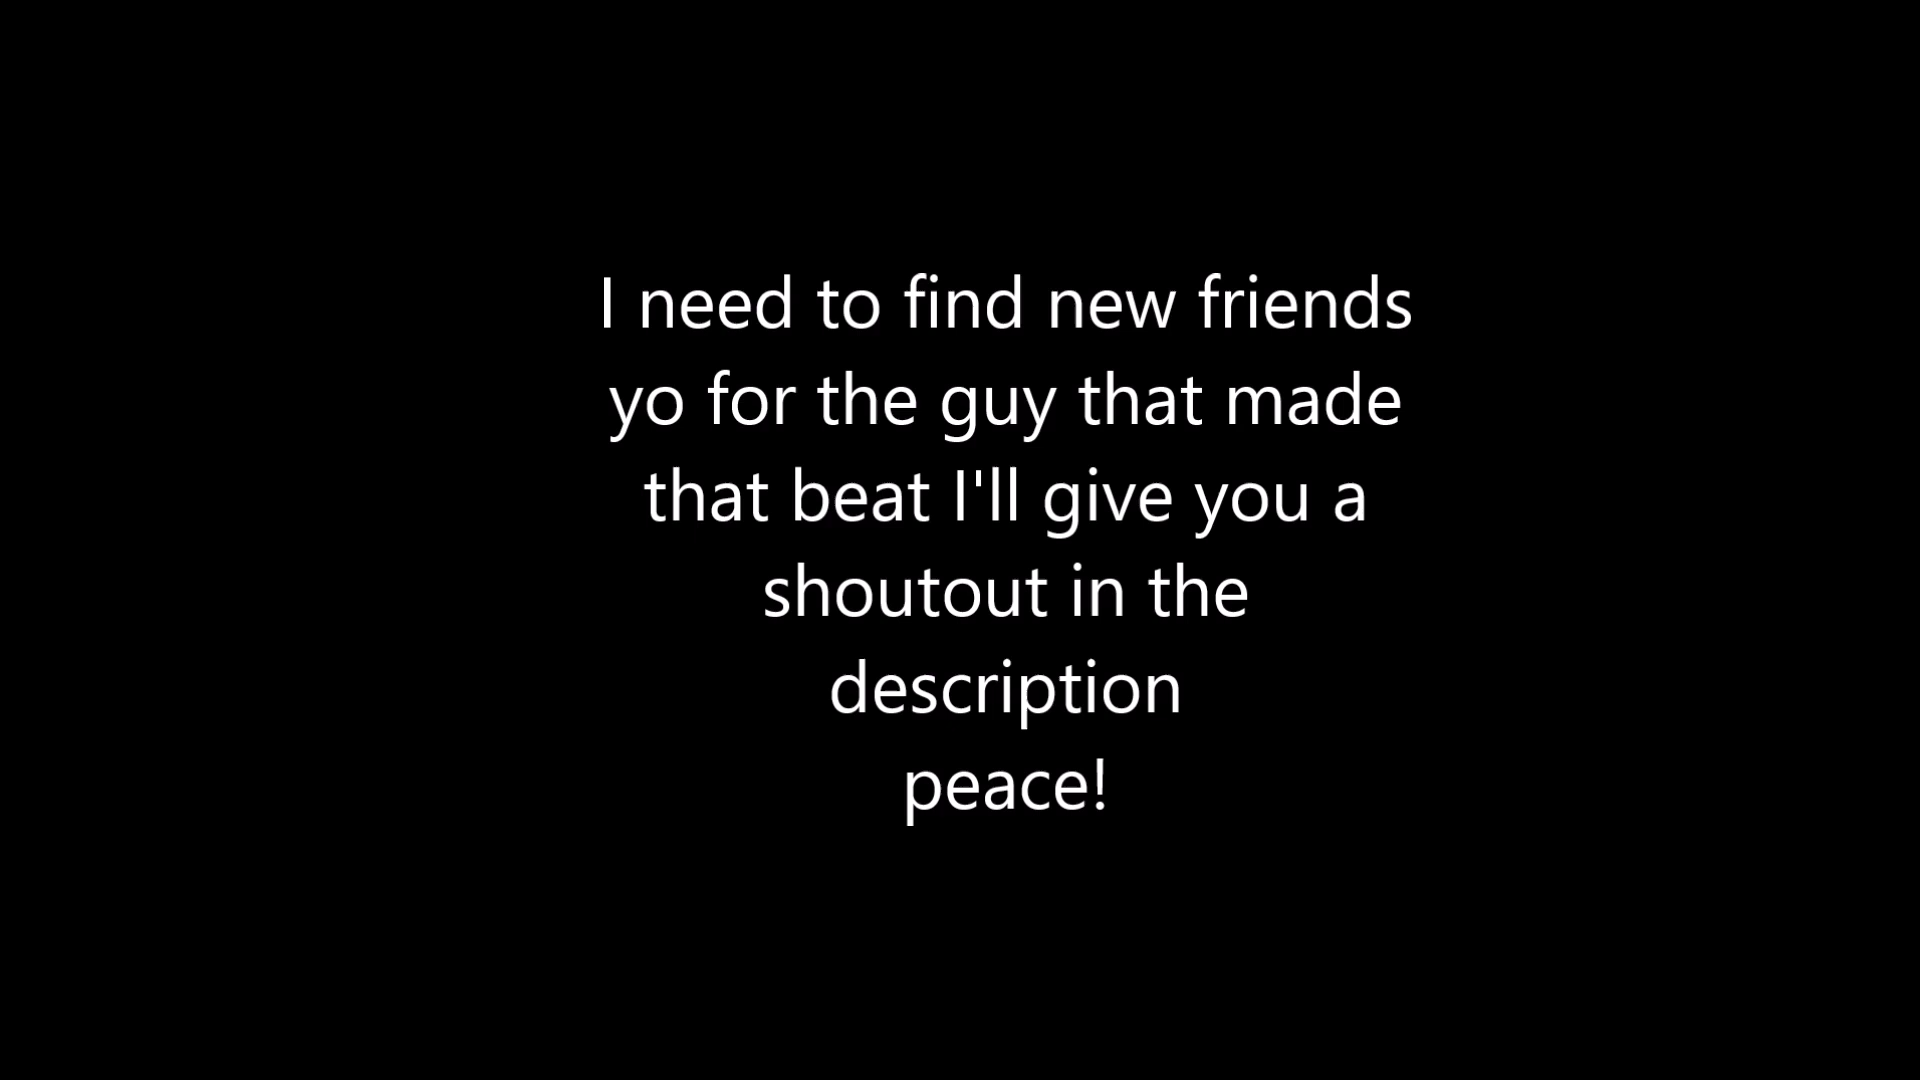 I need to find new friends
yo for the guy that made
that beat I'll give you a
shoutout in the
description
peace!